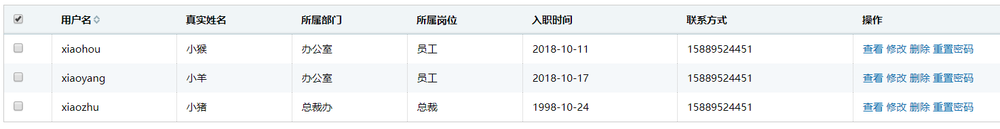 用户名 真实姓名 所属部门 所属岗位 入职时间 联系方式 操作
xiaohou 小猴 办公室 员工 2018-10-11 15889524451 查看 修改 删除 重置密码
xiaoyang 小羊 办公室 员工 2018-10-17 15889524451 查看 修改 删除 重置密码
xiaozhu 小猪 总裁办 总裁 1998-10-24 15889524451 查看 修改 删除 重置密码